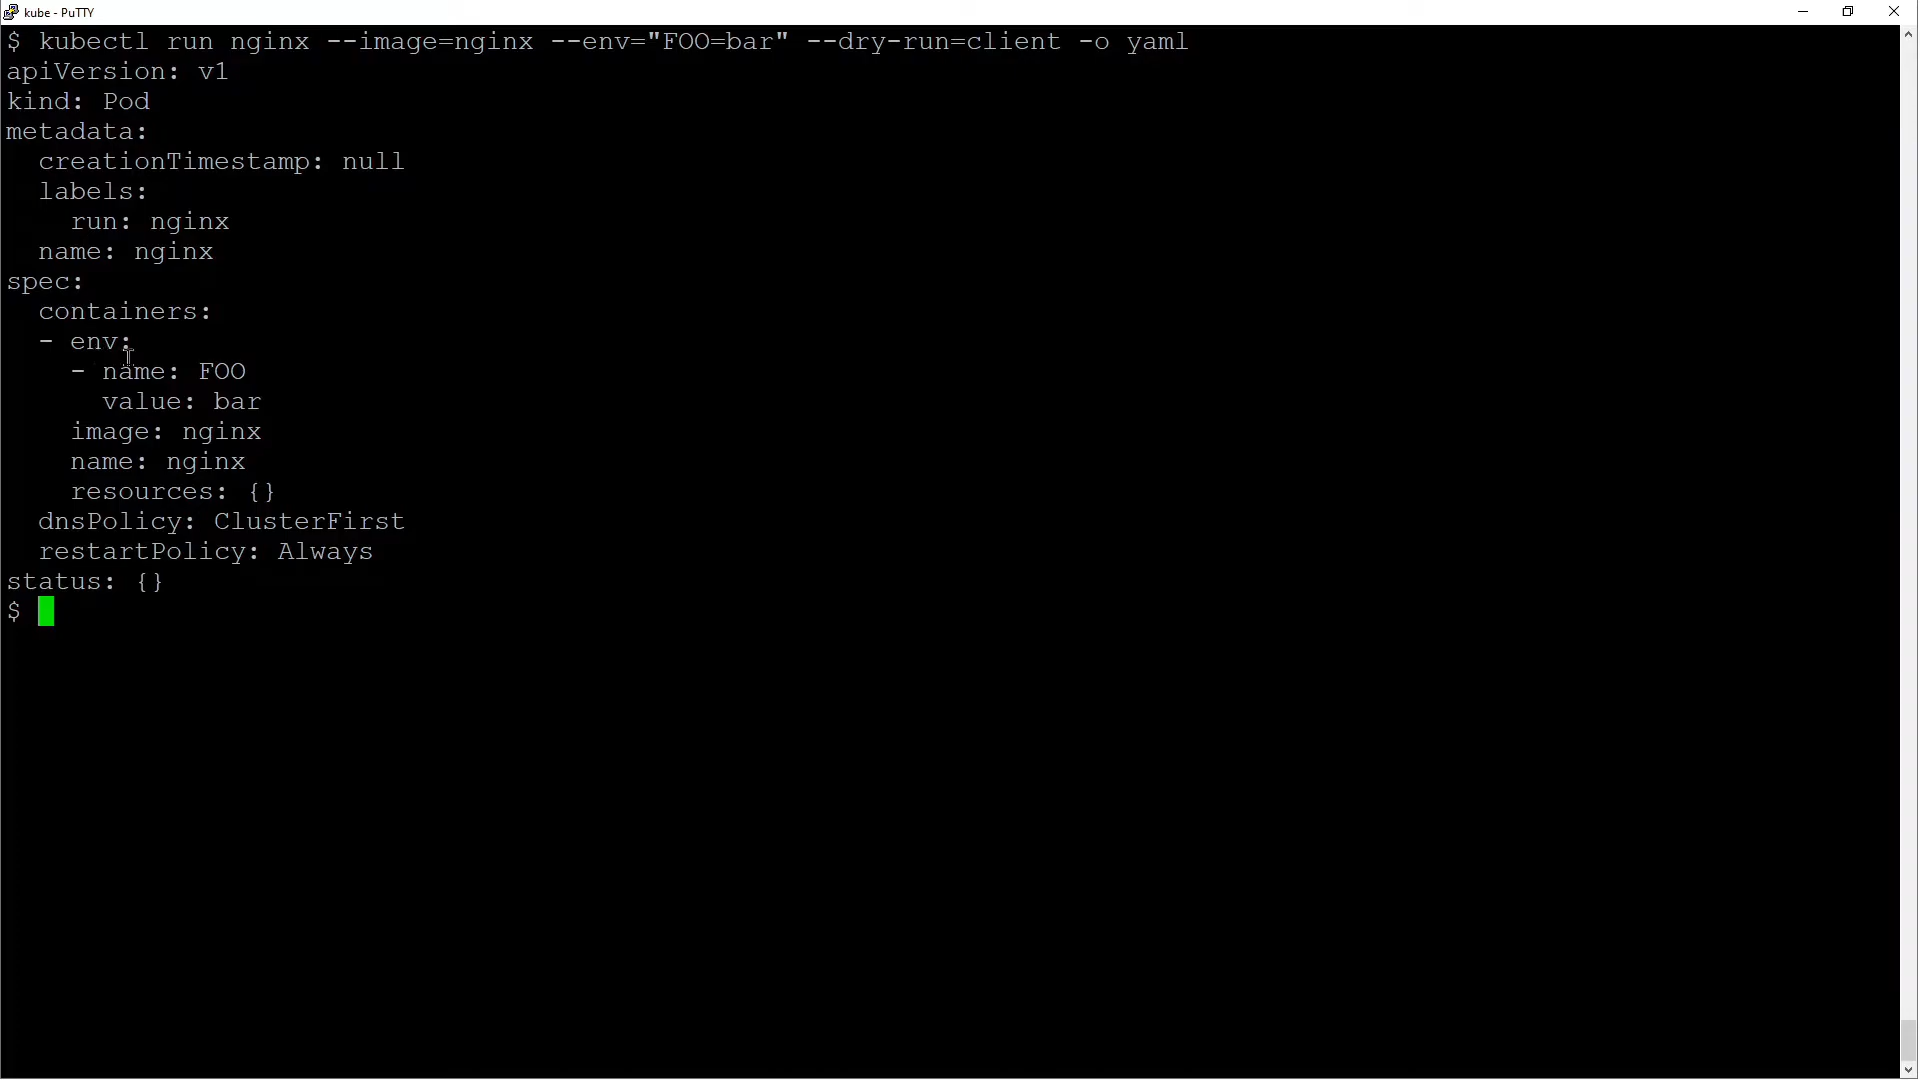 kube - PuTTY
$ kubectl run nginx --image=nginx --env="FOO=bar" --dry-run=client -o yaml
apiVersion: v1
kind: Pod
metadata:
  creationTimestamp: null
  labels:
    run: nginx
  name: nginx
spec:
  containers:
  - env:
    - name: FOO
      value: bar
    image: nginx
    name: nginx
    resources: {}
  dnsPolicy: ClusterFirst
  restartPolicy: Always
status: {}
$